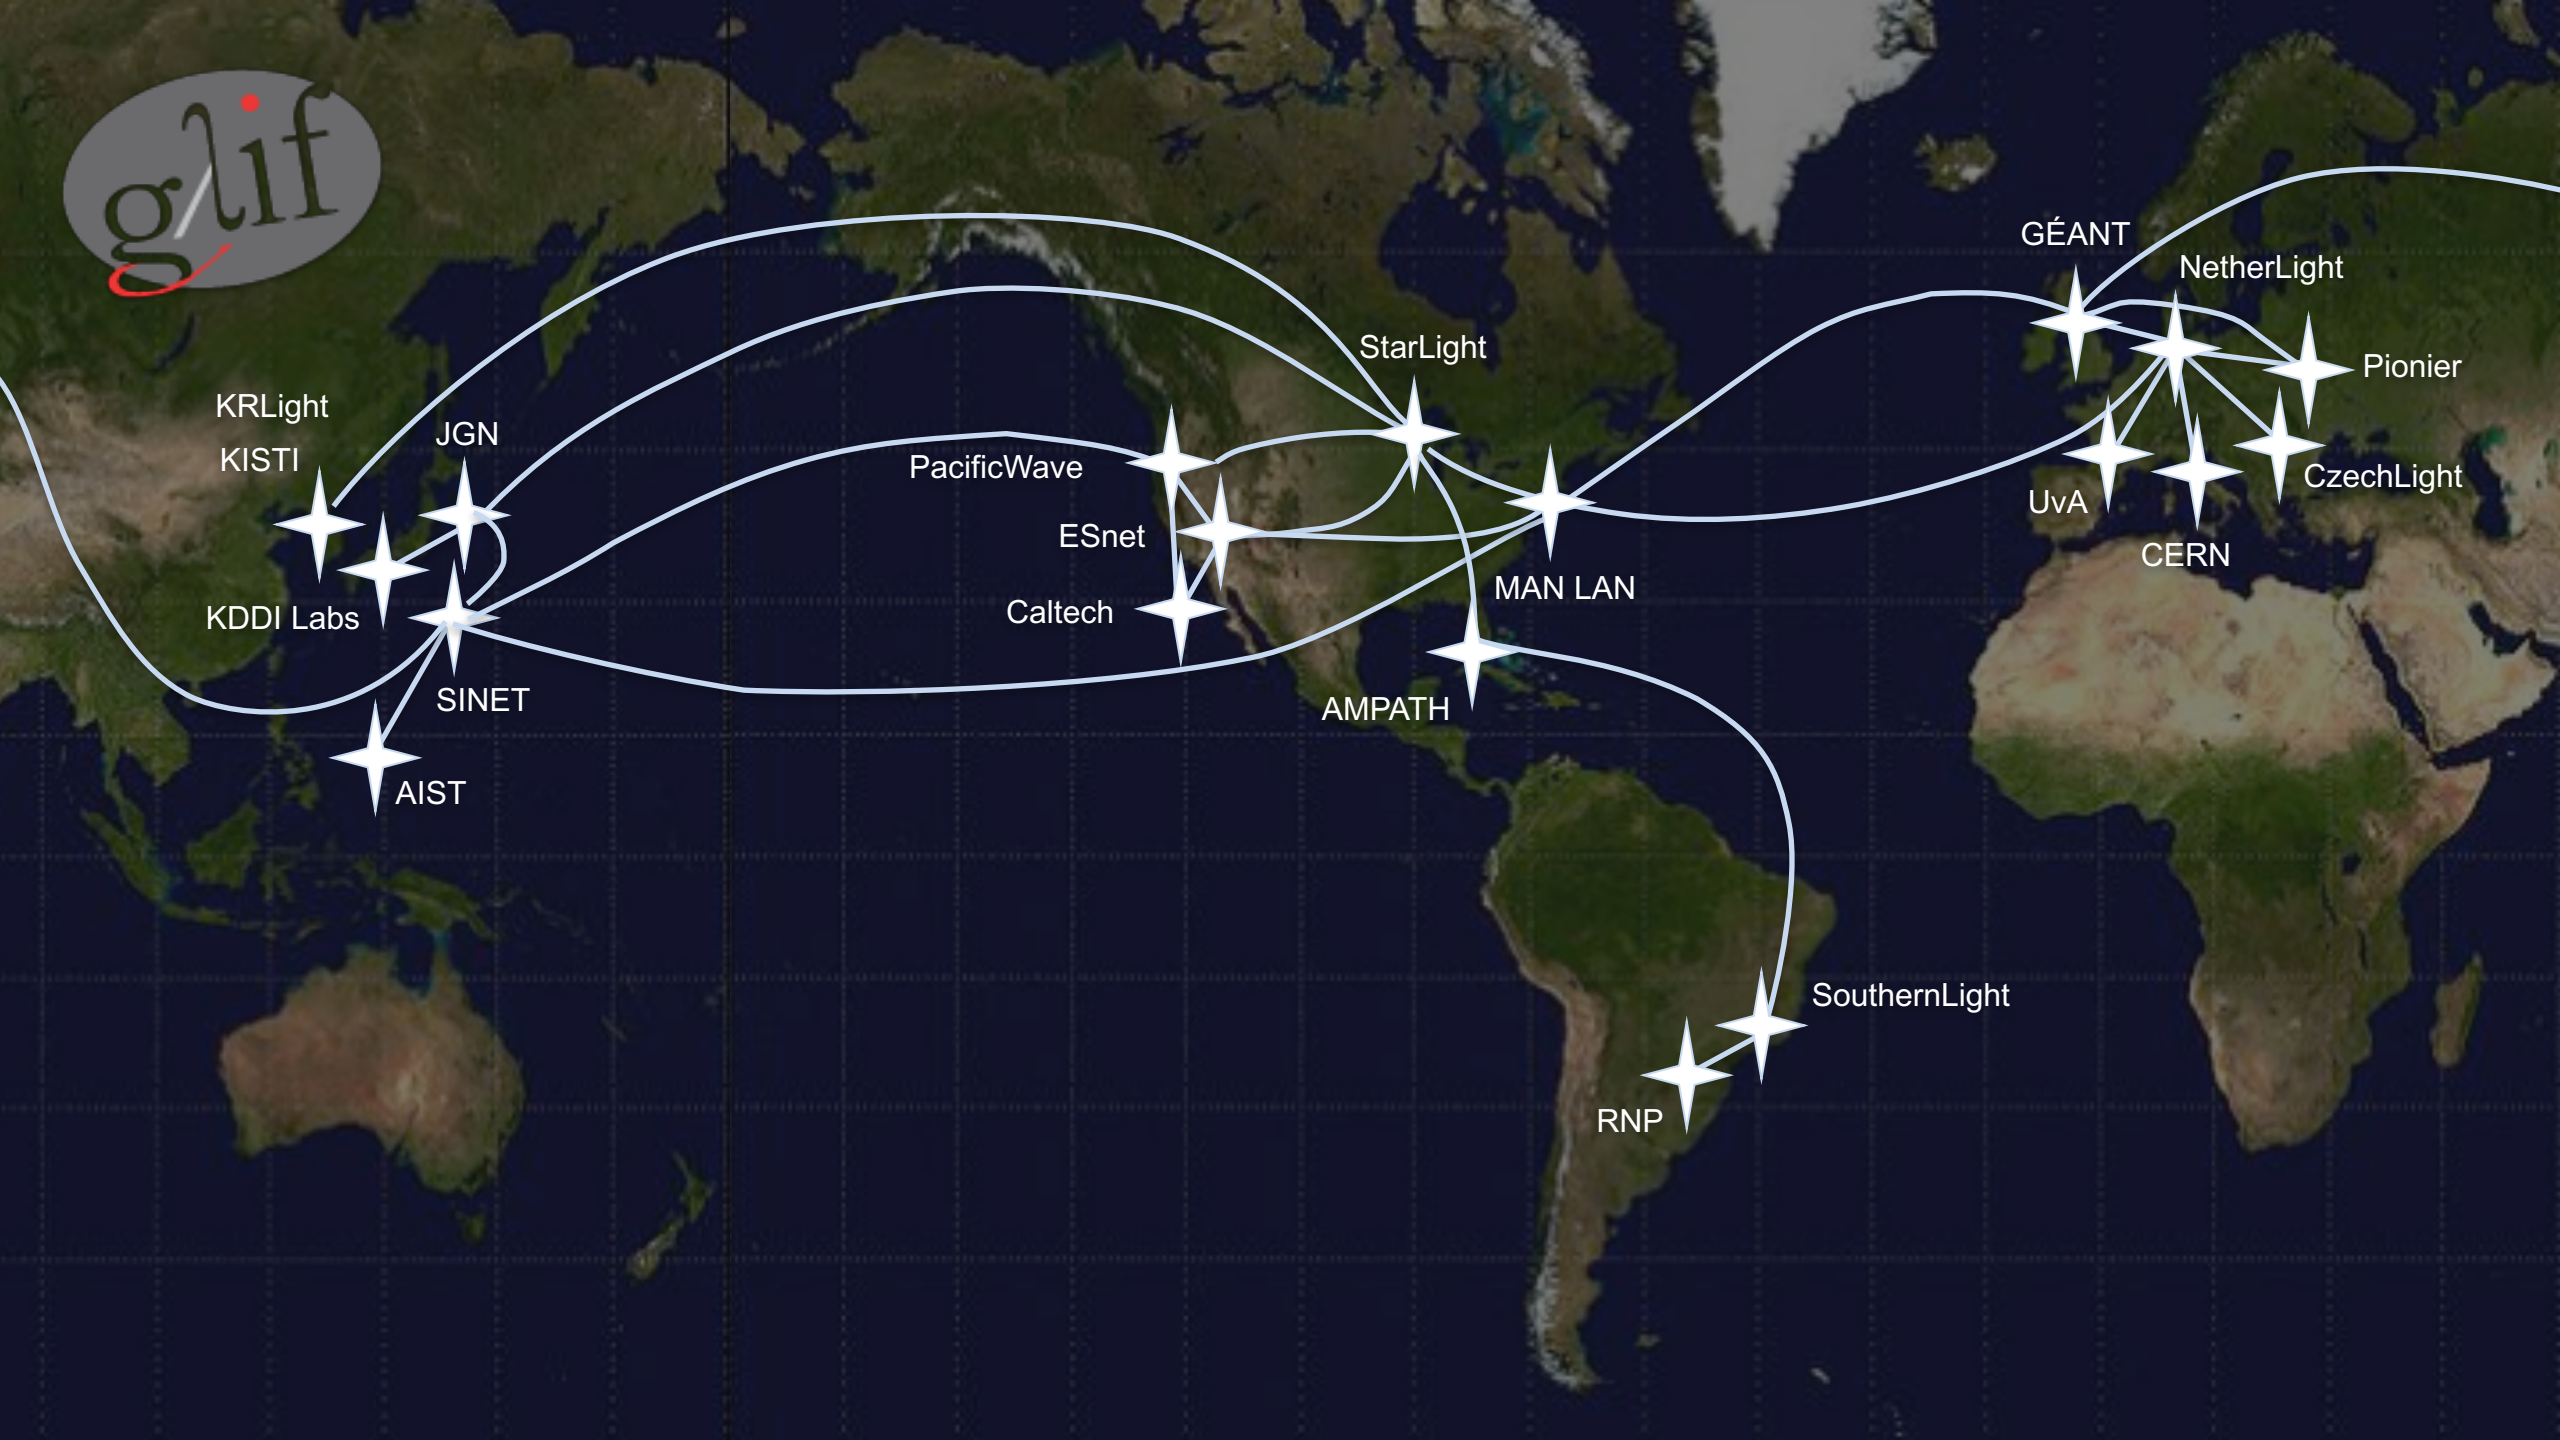 glif
GÉANT
NetherLight
StarLight
Pionier
KRLight
KISTI
JGN
PacificWave
CzechLight
UvA
ESnet
CERN
MAN LAN
Caltech
KDDI Labs
SINET
AMPATH
AIST
SouthernLight
RNP